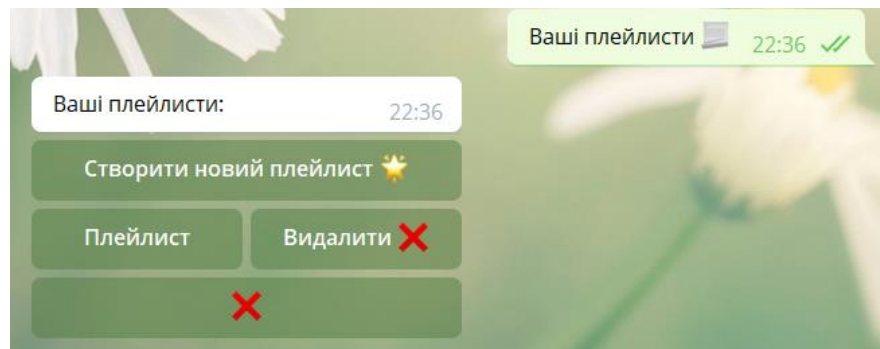 Ваші плейлисти 22:36
Ваші плейлисти: 22:36
Створити новий плейлист 🌟
Плейлист Видалити ❌
❌